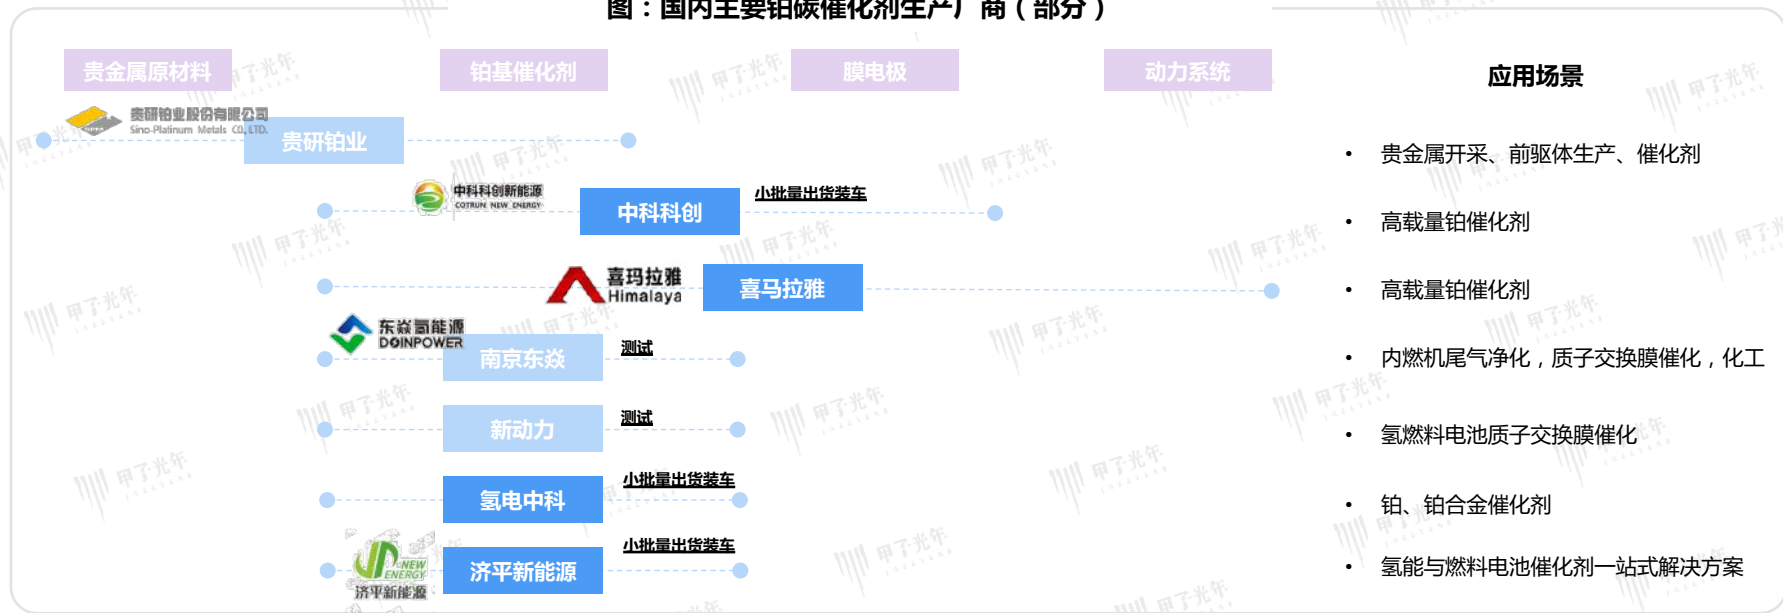 图：国内主要铂碳催化剂生产厂商（部分）
贵金属原材料
铂基催化剂
膜电极
动力系统
应用场景
贵研铂业股份有限公司
Sino-Platinum Metals CO.,LTD.
贵研铂业
• 贵金属开采、前驱体生产、催化剂
中科科创新能源
COTRUN NEW ENERGY
中科科创
小批量出货装车
• 高载量铂催化剂
喜玛拉雅
Himalaya
喜马拉雅
• 高载量铂催化剂
东焱氢能源
DOINPOWER
南京东焱
测试
• 内燃机尾气净化，质子交换膜催化，化工
新动力
测试
• 氢燃料电池质子交换膜催化
氢电中科
小批量出货装车
• 铂、铂合金催化剂
NEW
ENERGY
济平新能源
济平新能源
小批量出货装车
• 氢能与燃料电池催化剂一站式解决方案
甲子光年